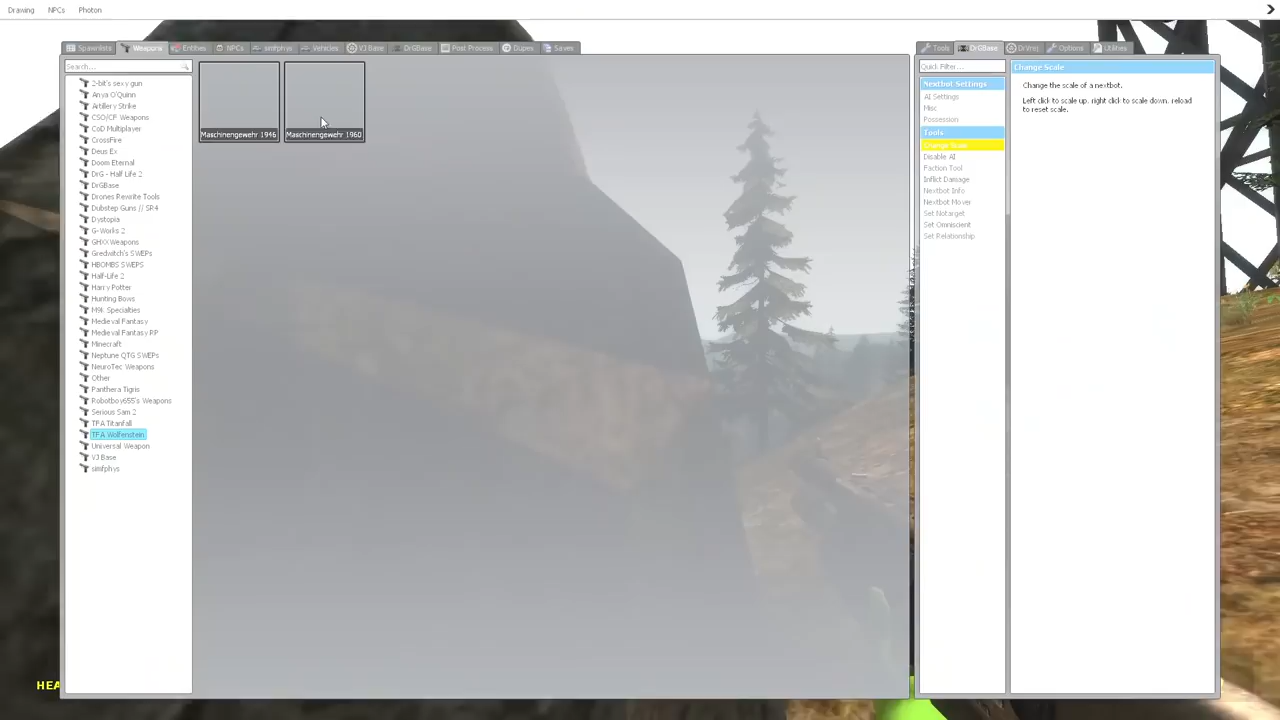 Drawing NPCs Photon
Spawnlists Weapons Entities NPCs simfphys Vehicles VJ Base DrGBase Post Process Dupes Saves
Tools DrGBase DrVrej Options Utilities
Search...
2-bit's sexy gun
Anya O'Quinn
Artillery Strike
CSO/CF Weapons
CoD Multiplayer
CrossFire
Deus Ex
Doom Eternal
DrG - Half Life 2
DrGBase
Drones Rewrite Tools
Dubstep Guns // SR4
Dystopia
G-Works 2
GHXX Weapons
Gredwitch's SWEPs
HBOMBS SWEPS
Half-Life 2
Harry Potter
Hunting Bows
M9k Specialties
Medieval Fantasy
Medieval Fantasy RP
Minecraft
Neptune QTG SWEPs
NeuroTec Weapons
Other
Panthera Tigris
Robotboy655's Weapons
Serious Sam 2
TFA Titanfall
TFA Wolfenstein
Universal Weapon
VJ Base
simfphys
Maschinengewehr 1946
Maschinengewehr 1960
Quick Filter...
Nextbot Settings
AI Settings
Misc
Possession
Tools
Change Scale
Disable AI
Faction Tool
Inflict Damage
Nextbot Info
Nextbot Mover
Set Notarget
Set Omniscient
Set Relationship
Change Scale
Change the scale of a nextbot.
Left click to scale up, right click to scale down, reload
to reset scale.
HEA